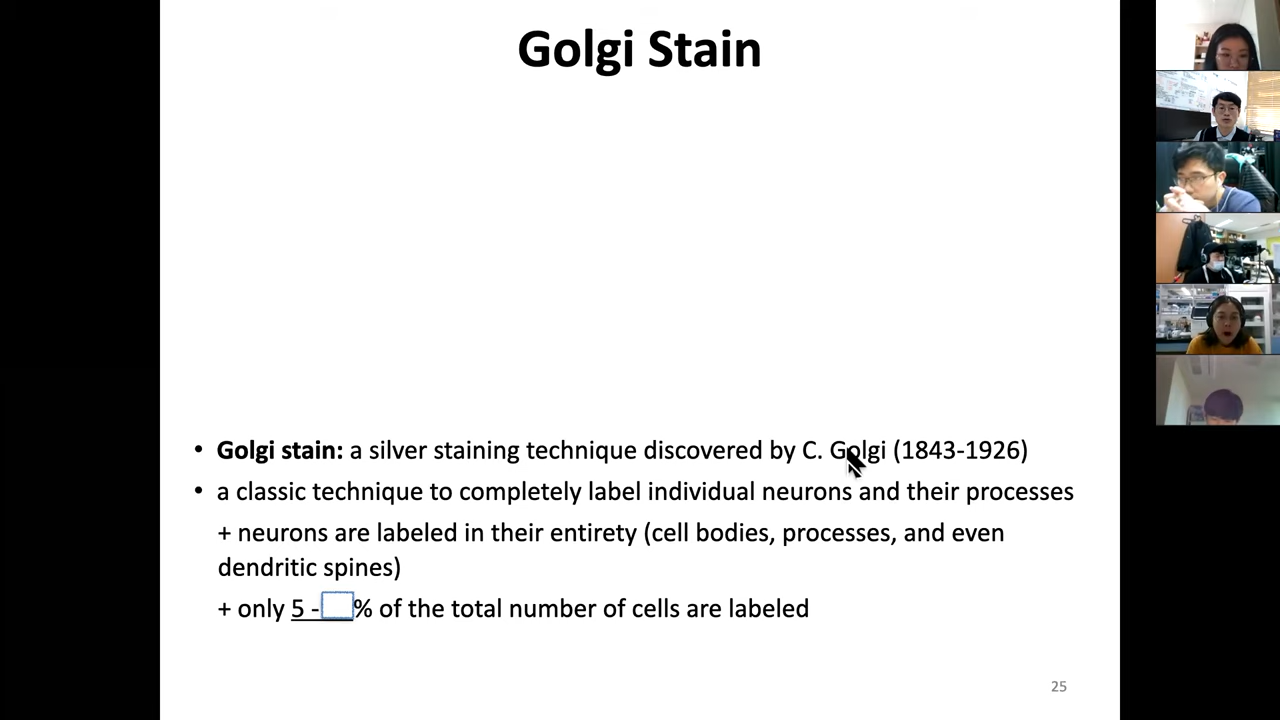 Golgi Stain
• Golgi stain: a silver staining technique discovered by C. Golgi (1843-1926)
• a classic technique to completely label individual neurons and their processes
+ neurons are labeled in their entirety (cell bodies, processes, and even
dendritic spines)
+ only 5 - % of the total number of cells are labeled
25